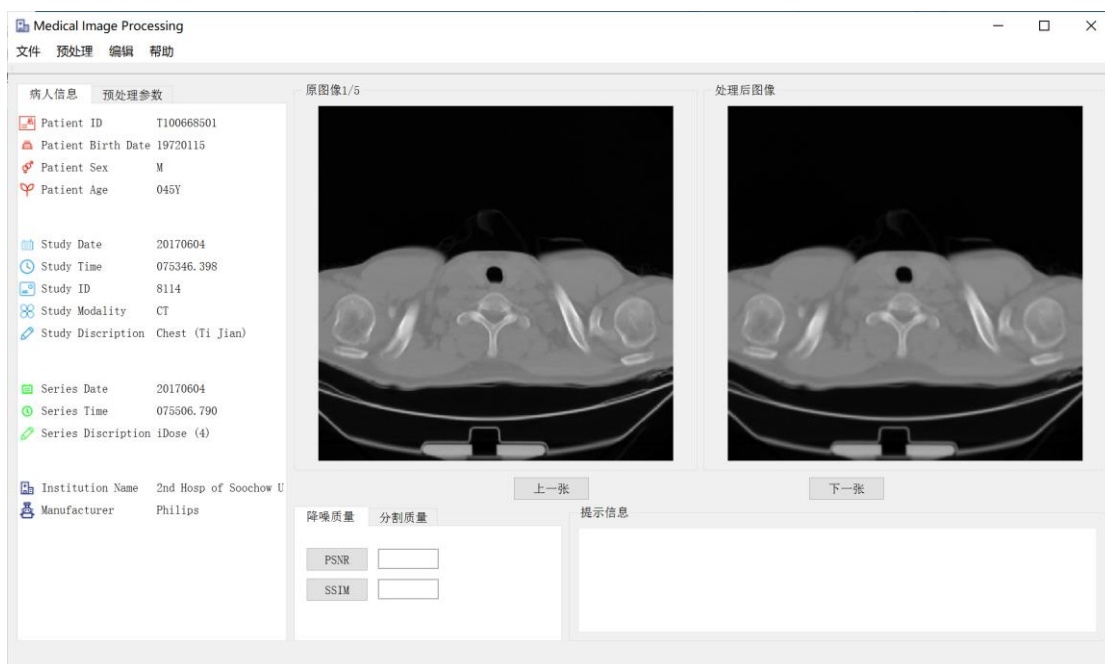 Medical Image Processing
文件 预处理 编辑 帮助
病人信息 预处理参数
Patient ID T100668501
Patient Birth Date 19720115
Patient Sex M
Patient Age 045Y
Study Date 20170604
Study Time 075346.398
Study ID 8114
Study Modality CT
Study Discription Chest (Ti Jian)
Series Date 20170604
Series Time 075506.790
Series Discription iDose (4)
Institution Name 2nd Hosp of Soochow U
Manufacturer Philips
原图像1/5
处理后图像
上一张
下一张
降噪质量 分割质量
PSNR
SSIM
提示信息